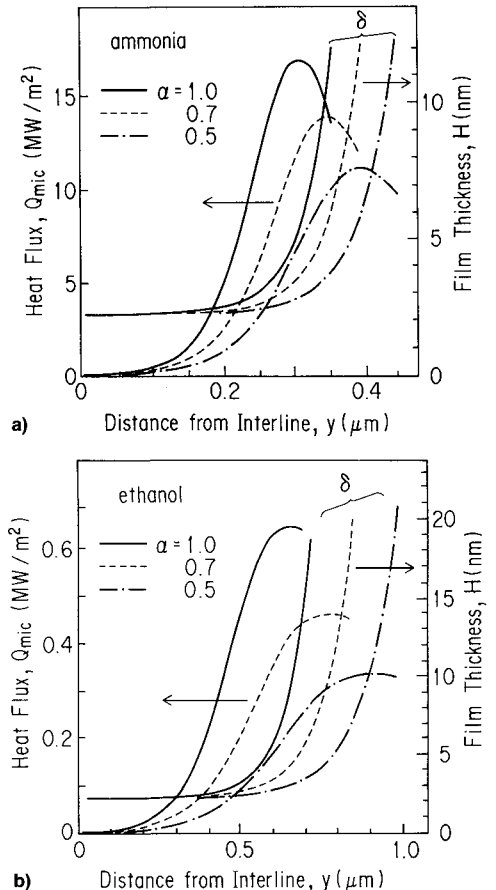 ammonia
δ
α = 1.0
0.7
0.5
Heat Flux, Q_mic (MW/m²)
15
10
5
0
Film Thickness, H (nm)
10
5
0
0 0.2 0.4
Distance from Interline, y (μm)
a)
ethanol
δ
α = 1.0
0.7
0.5
Heat Flux, Q_mic (MW/m²)
0.6
0.4
0.2
0
Film Thickness, H (nm)
20
15
10
5
0
0 0.5 1.0
Distance from Interline, y (μm)
b)